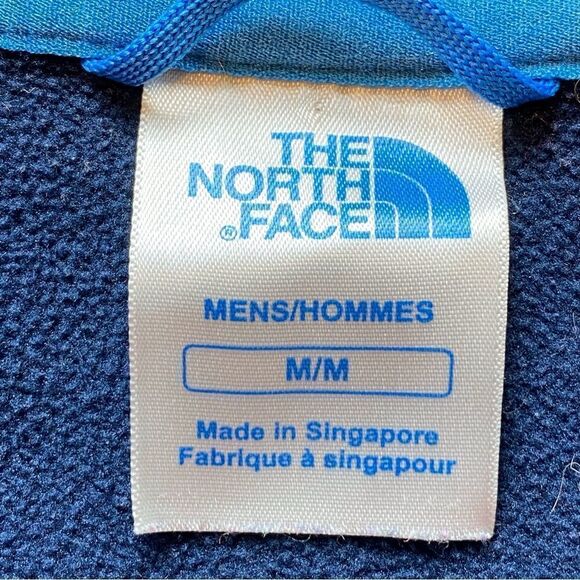 THE
NORTH
FACE
®
MENS/HOMMES
M/M
Made in Singapore
Fabrique à singapour